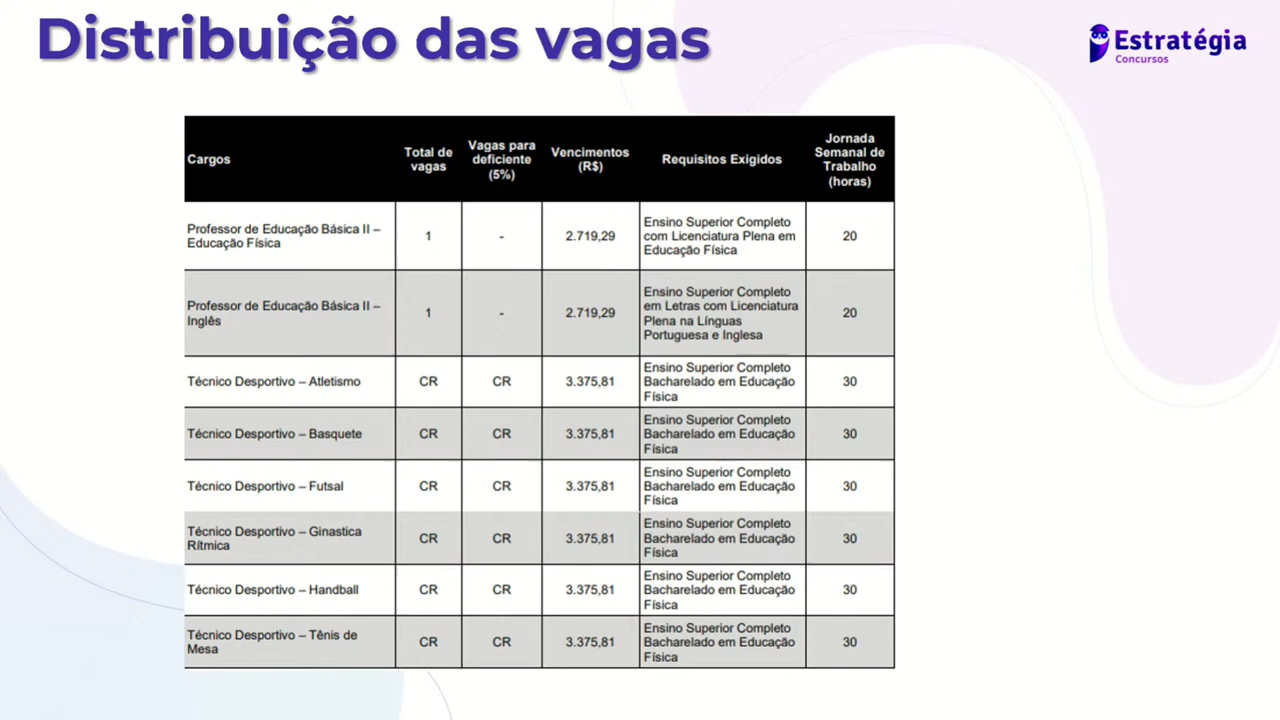 Distribuição das vagas
Estratégia
Concursos
Cargos
Total de
vagas
Vagas para
deficiente
(5%)
Vencimentos
(R$)
Requisitos Exigidos
Jornada
Semanal de
Trabalho
(horas)
Professor de Educação Básica II –
Educação Física
1
-
2.719,29
Ensino Superior Completo
com Licenciatura Plena em
Educação Física
20
Professor de Educação Básica II –
Inglês
1
-
2.719,29
Ensino Superior Completo
em Letras com Licenciatura
Plena na Línguas
Portuguesa e Inglesa
20
Técnico Desportivo – Atletismo
CR
CR
3.375,81
Ensino Superior Completo
Bacharelado em Educação
Física
30
Técnico Desportivo – Basquete
CR
CR
3.375,81
Ensino Superior Completo
Bacharelado em Educação
Física
30
Técnico Desportivo – Futsal
CR
CR
3.375,81
Ensino Superior Completo
Bacharelado em Educação
Física
30
Técnico Desportivo – Ginastica
Rítmica
CR
CR
3.375,81
Ensino Superior Completo
Bacharelado em Educação
Física
30
Técnico Desportivo – Handball
CR
CR
3.375,81
Ensino Superior Completo
Bacharelado em Educação
Física
30
Técnico Desportivo – Tênis de
Mesa
CR
CR
3.375,81
Ensino Superior Completo
Bacharelado em Educação
Física
30